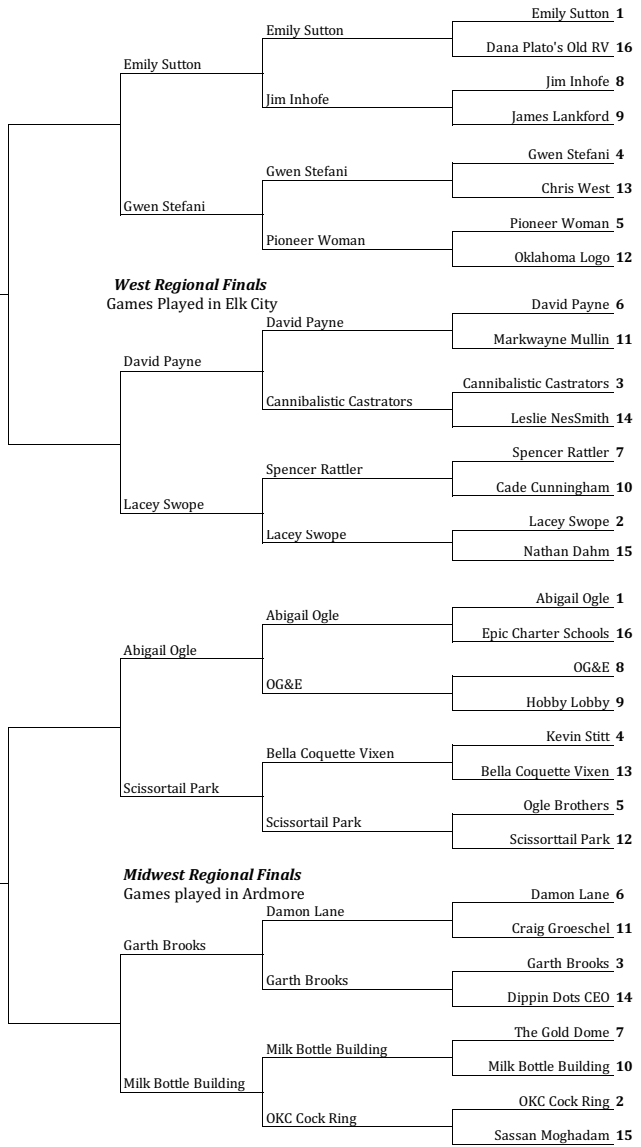 Emily Sutton 1
Emily Sutton
Dana Plato's Old RV 16
Emily Sutton
Jim Inhofe 8
Jim Inhofe
James Lankford 9
Gwen Stefani 4
Gwen Stefani
Chris West 13
Gwen Stefani
Pioneer Woman 5
Pioneer Woman
Oklahoma Logo 12
West Regional Finals
Games Played in Elk City
David Payne 6
David Payne
Markwayne Mullin 11
David Payne
Cannibalistic Castrators 3
Cannibalistic Castrators
Leslie NesSmith 14
Spencer Rattler 7
Spencer Rattler
Cade Cunningham 10
Lacey Swope
Lacey Swope 2
Lacey Swope
Nathan Dahm 15
Abigail Ogle 1
Abigail Ogle
Epic Charter Schools 16
Abigail Ogle
OG&E 8
OG&E
Hobby Lobby 9
Kevin Stitt 4
Bella Coquette Vixen
Bella Coquette Vixen 13
Scissortail Park
Ogle Brothers 5
Scissortail Park
Scissorttail Park 12
Midwest Regional Finals
Games played in Ardmore
Damon Lane 6
Damon Lane
Craig Groeschel 11
Garth Brooks
Garth Brooks 3
Garth Brooks
Dippin Dots CEO 14
The Gold Dome 7
Milk Bottle Building
Milk Bottle Building 10
Milk Bottle Building
OKC Cock Ring 2
OKC Cock Ring
Sassan Moghadam 15